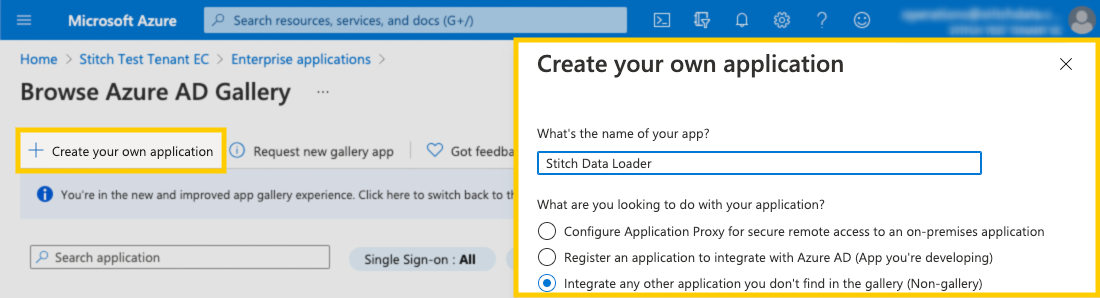 Microsoft Azure
Search resources, services, and docs (G+/)
Home > Stitch Test Tenant EC > Enterprise applications >
Browse Azure AD Gallery ...
+ Create your own application
Request new gallery app
Got feedba
You're in the new and improved app gallery experience. Click here to switch back to th
Search application
Single Sign-on : All
Create your own application
What's the name of your app?
Stitch Data Loader
What are you looking to do with your application?
Configure Application Proxy for secure remote access to an on-premises application
Register an application to integrate with Azure AD (App you're developing)
Integrate any other application you don't find in the gallery (Non-gallery)